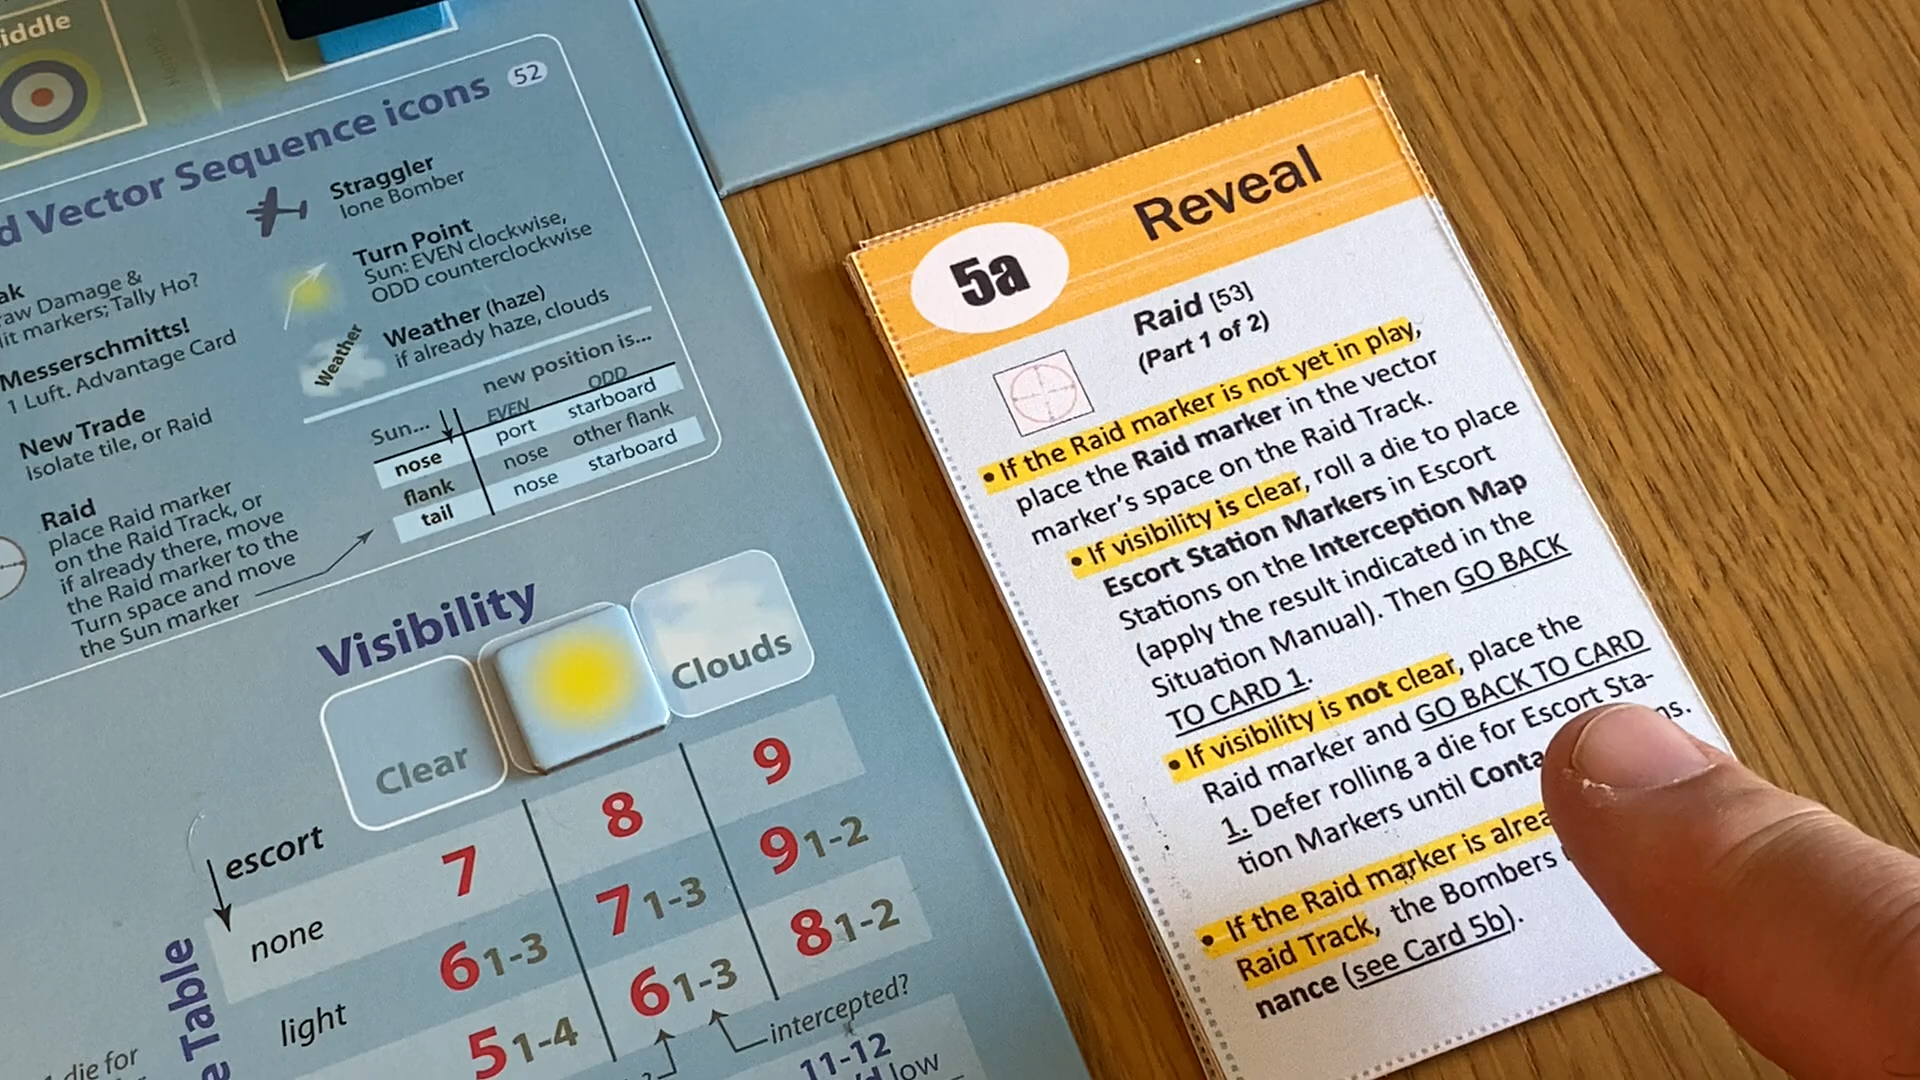 iddle
d Vector Sequence icons 52
Straggler
lone Bomber
Turn Point
Sun: EVEN clockwise,
ODD counterclockwise
Weather
Weather (haze)
if already haze, clouds
ak
raw Damage &
it markers; Tally Ho?
Messerschmitts!
1 Luft. Advantage Card
New Trade
Isolate tile, or Raid
Raid
place Raid marker
on the Raid Track, or
if already there, move
the Raid marker to the
Turn space and move
the Sun marker
new position is...
Sun... EVEN ODD
nose port starboard
flank nose other flank
tail nose starboard
Visibility
Clear Clouds
escort
none 7 8 9
light 6 1-3 7 1-3 9 1-2
5 1-4 6 1-3 8 1-2
e Table
intercepted?
11-12
low
die for
5a Reveal
Raid [53]
(Part 1 of 2)
• If the Raid marker is not yet in play,
place the Raid marker in the vector
marker's space on the Raid Track.
• If visibility is clear, roll a die to place
Escort Station Markers in Escort
Stations on the Interception Map
(apply the result indicated in the
Situation Manual). Then GO BACK
TO CARD 1.
• If visibility is not clear, place the
Raid marker and GO BACK TO CARD
1. Defer rolling a die for Escort Sta-
tion Markers until Conta ns.
• If the Raid marker is alrea
Raid Track, the Bombers
nance (see Card 5b).